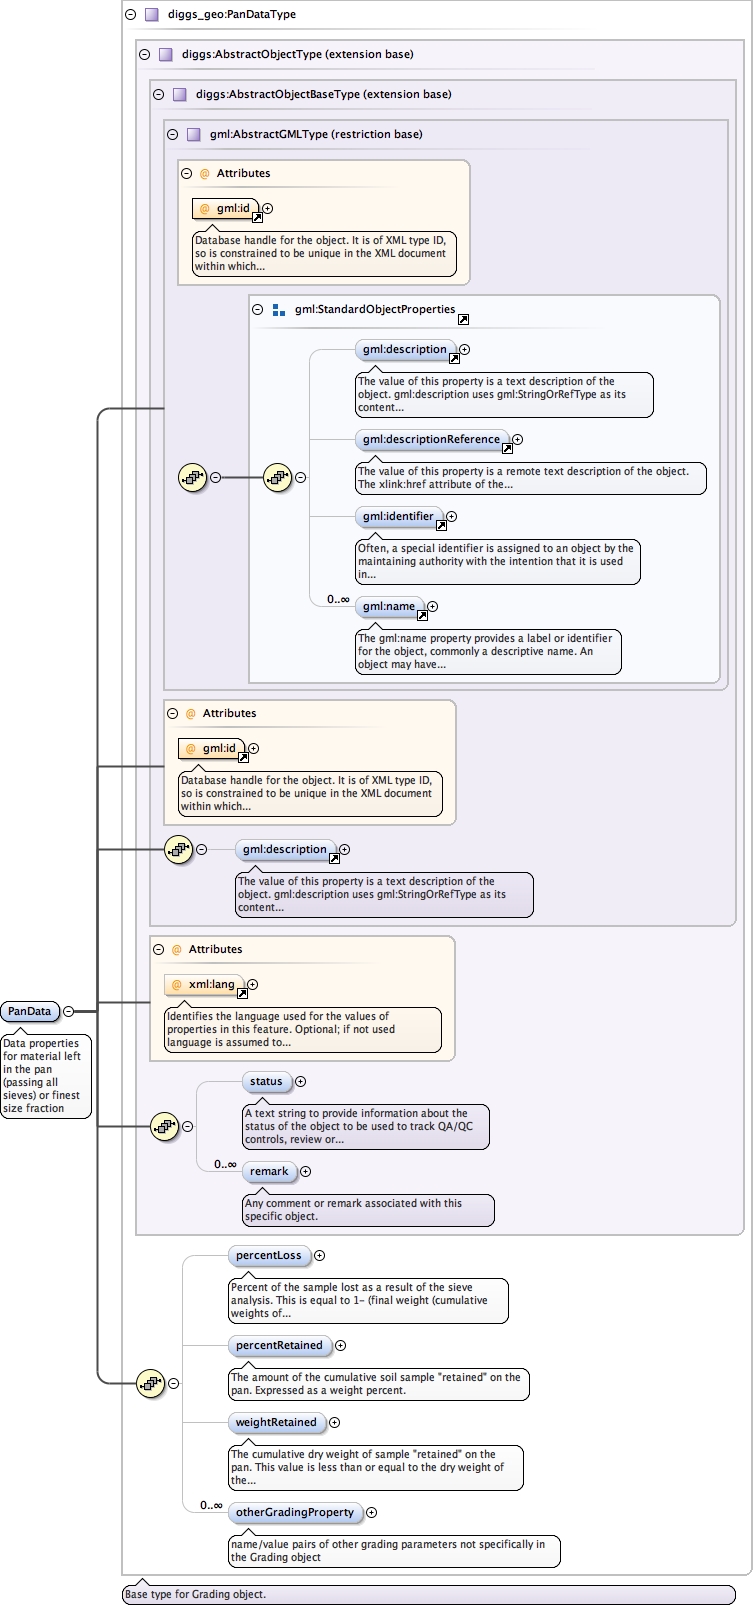 diggs_geo:PanDataType
diggs:AbstractObjectType (extension base)
diggs:AbstractObjectBaseType (extension base)
gml:AbstractGMLType (restriction base)
@ Attributes
@ gml:id
Database handle for the object. It is of XML type ID,
so is constrained to be unique in the XML document
within which...
gml:StandardObjectProperties
gml:description
The value of this property is a text description of the
object. gml:description uses gml:StringOrRefType as its
content...
gml:descriptionReference
The value of this property is a remote text description of the object.
The xlink:href attribute of the...
gml:identifier
Often, a special identifier is assigned to an object by the
maintaining authority with the intention that it is used
in...
0..∞
gml:name
The gml:name property provides a label or identifier
for the object, commonly a descriptive name. An
object may have...
@ Attributes
@ gml:id
Database handle for the object. It is of XML type ID,
so is constrained to be unique in the XML document
within which...
gml:description
The value of this property is a text description of the
object. gml:description uses gml:StringOrRefType as its
content...
@ Attributes
@ xml:lang
Identifies the language used for the values of
properties in this feature. Optional; if not used
language is assumed to...
PanData
Data properties
for material left
in the pan
(passing all
sieves) or finest
size fraction
status
A text string to provide information about the
status of the object to be used to track QA/QC
controls, review or...
0..∞
remark
Any comment or remark associated with this
specific object.
percentLoss
Percent of the sample lost as a result of the sieve
analysis. This is equal to 1- (final weight (cumulative
weights of...
percentRetained
The amount of the cumulative soil sample "retained" on the
pan. Expressed as a weight percent.
weightRetained
The cumulative dry weight of sample "retained" on the
pan. This value is less than or equal to the dry weight of
the...
0..∞
otherGradingProperty
name/value pairs of other grading parameters not specifically in
the Grading object
Base type for Grading object.